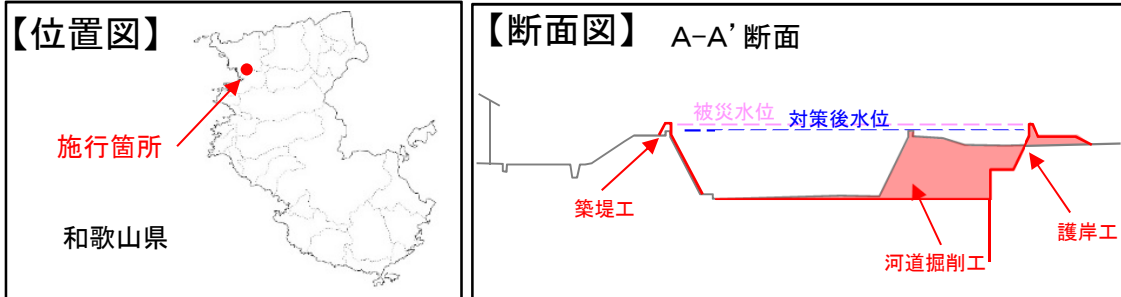 【位置図】
施行箇所
和歌山県
【断面図】 A-A’断面
被災水位
対策後水位
築堤工
護岸工
河道掘削工